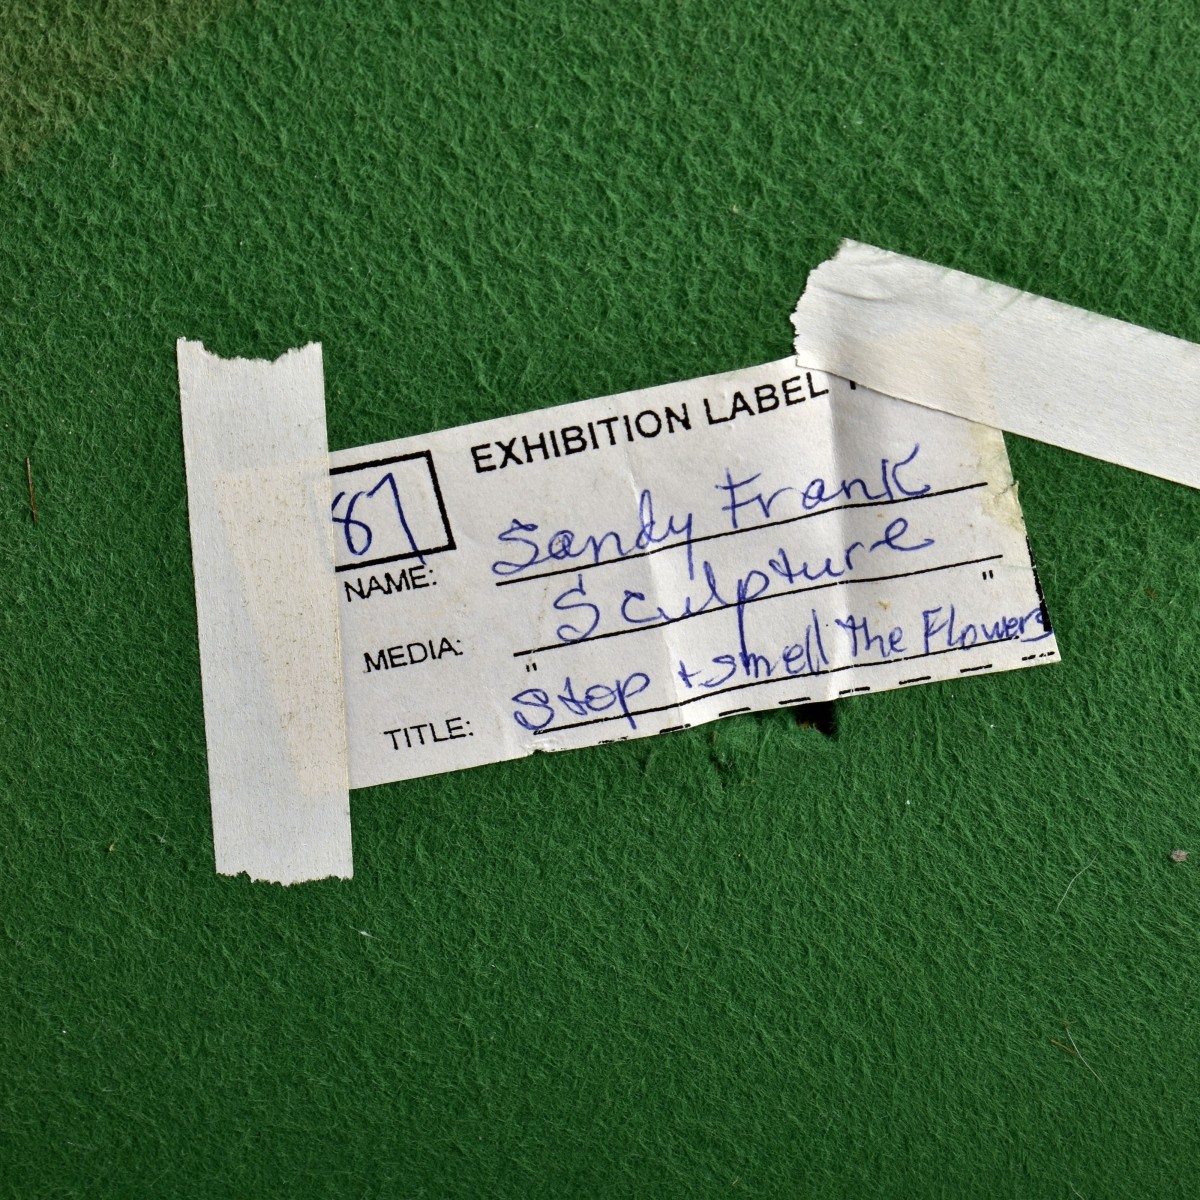 EXHIBITION LABEL
87
NAME: Sandy Frank
MEDIA: Sculpture
TITLE: "Stop + smell the Flowers"